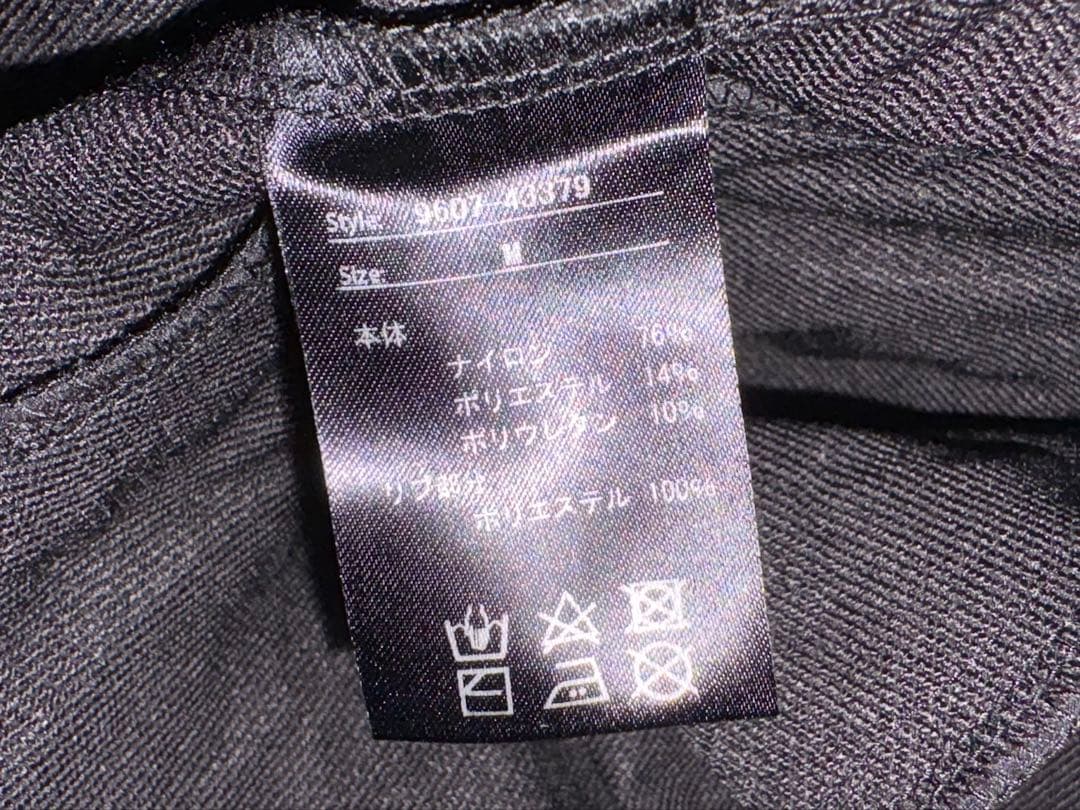 Style: 9607-43379
Size: M
本体
ナイロン 76%
ポリエステル 14%
ポリウレタン 10%
リブ部分
ポリエステル 100%